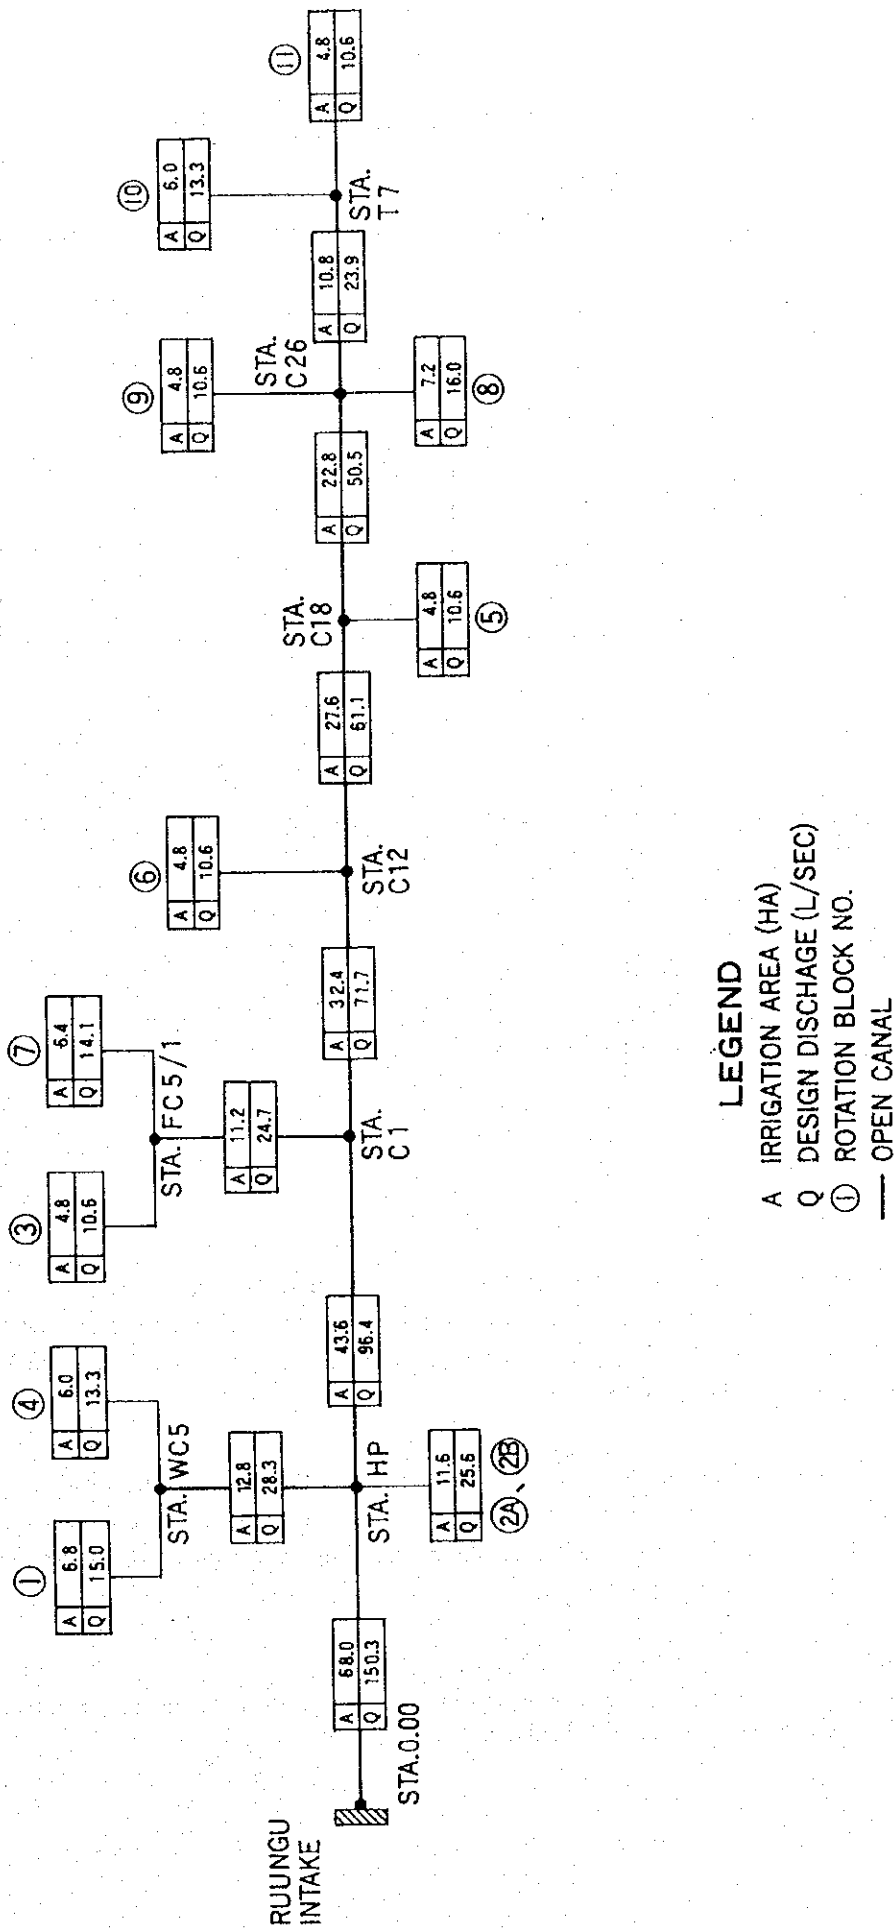 RUUNGU
INTAKE
STA.0.00
A 68.0
Q 150.3
①
A 6.8
Q 15.0
④
A 6.0
Q 13.3
STA. WC5
A 12.8
Q 28.3
STA. HP
A 11.6
Q 25.6
②A、②B
A 43.6
Q 96.4
③
A 4.8
Q 10.6
⑦
A 6.4
Q 14.1
STA. FC5/1
A 11.2
Q 24.7
STA.
C1
A 32.4
Q 71.7
⑥
A 4.8
Q 10.6
STA.
C12
A 27.6
Q 61.1
STA.
C18
A 4.8
Q 10.6
⑤
A 22.8
Q 50.5
⑨
A 4.8
Q 10.6
STA.
C26
A 7.2
Q 16.0
⑧
A 10.8
Q 23.9
⑩
A 6.0
Q 13.3
STA.
T7
⑪
A 4.8
Q 10.6
LEGEND
A IRRIGATION AREA (HA)
Q DESIGN DISCHAGE (L/SEC)
① ROTATION BLOCK NO.
OPEN CANAL